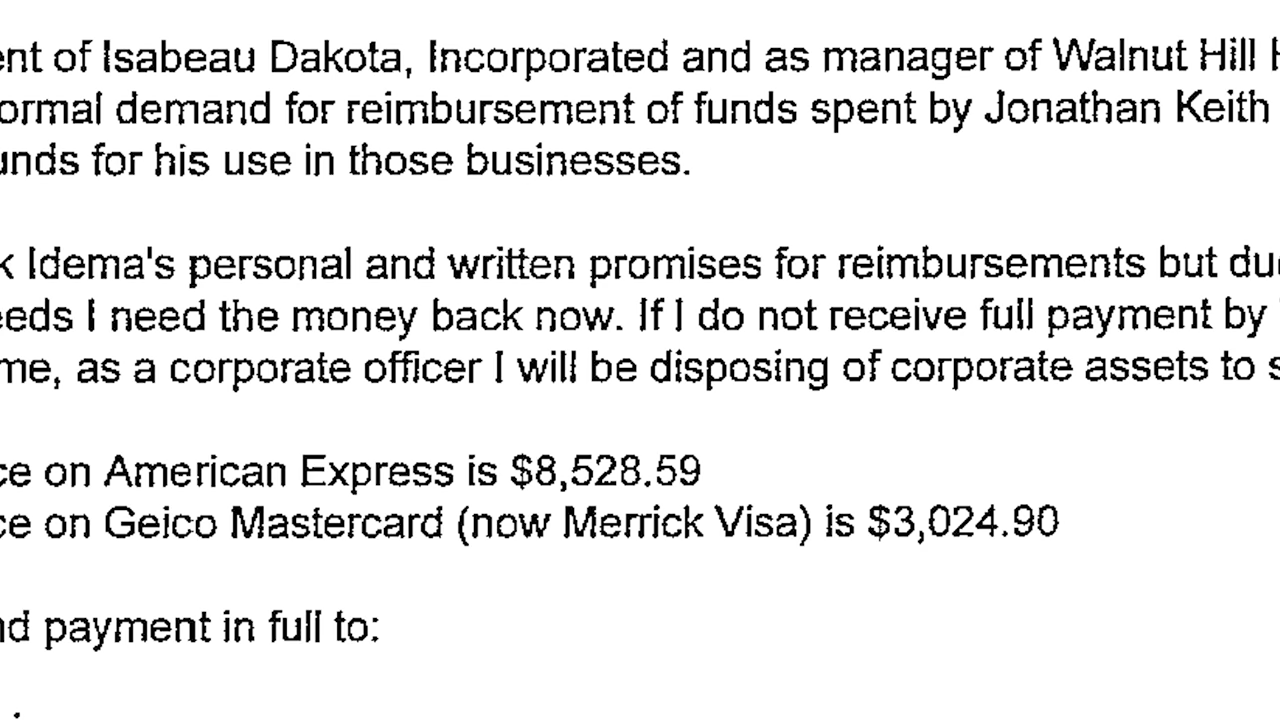 ent of Isabeau Dakota, Incorporated and as manager of Walnut Hill H
ormal demand for reimbursement of funds spent by Jonathan Keith
unds for his use in those businesses.
k Idema's personal and written promises for reimbursements but due
eeds I need the money back now. If I do not receive full payment by
me, as a corporate officer I will be disposing of corporate assets to s
ce on American Express is $8,528.59
ce on Geico Mastercard (now Merrick Visa) is $3,024.90
nd payment in full to: